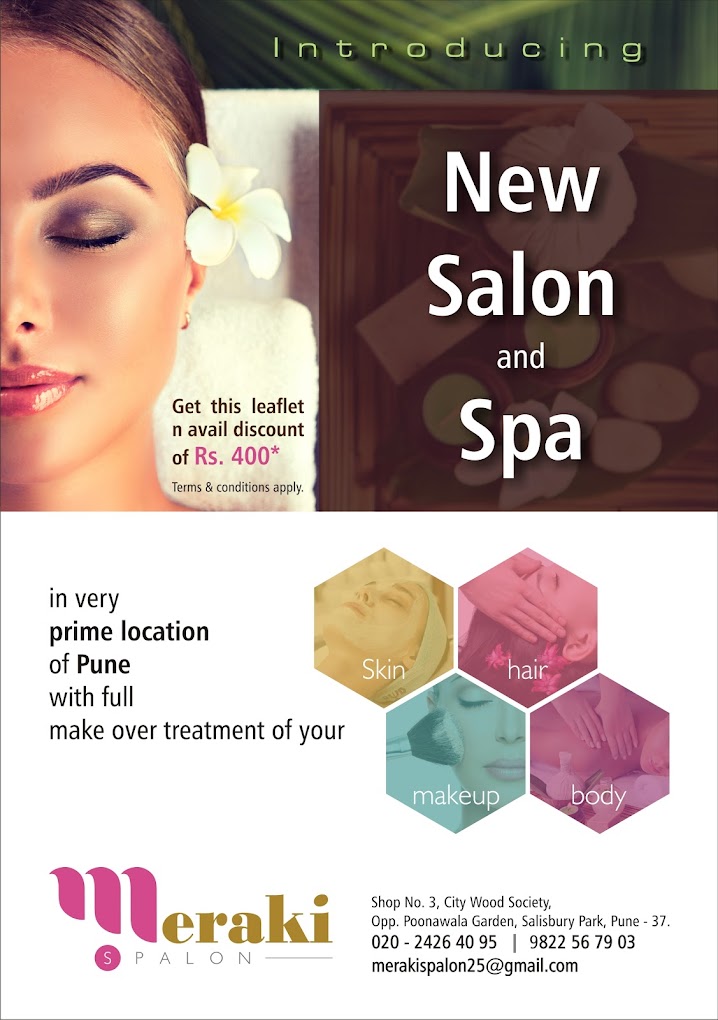 Introducing
New
Salon
and
Spa
Get this leaflet
n avail discount
of Rs. 400*
Terms & conditions apply.
in very
prime location
of Pune
with full
make over treatment of your
Skin
hair
makeup
body
Meraki
SPALON
Shop No. 3, City Wood Society,
Opp. Poonawala Garden, Salisbury Park, Pune - 37.
020 - 2426 40 95 | 9822 56 79 03
merakispalon25@gmail.com